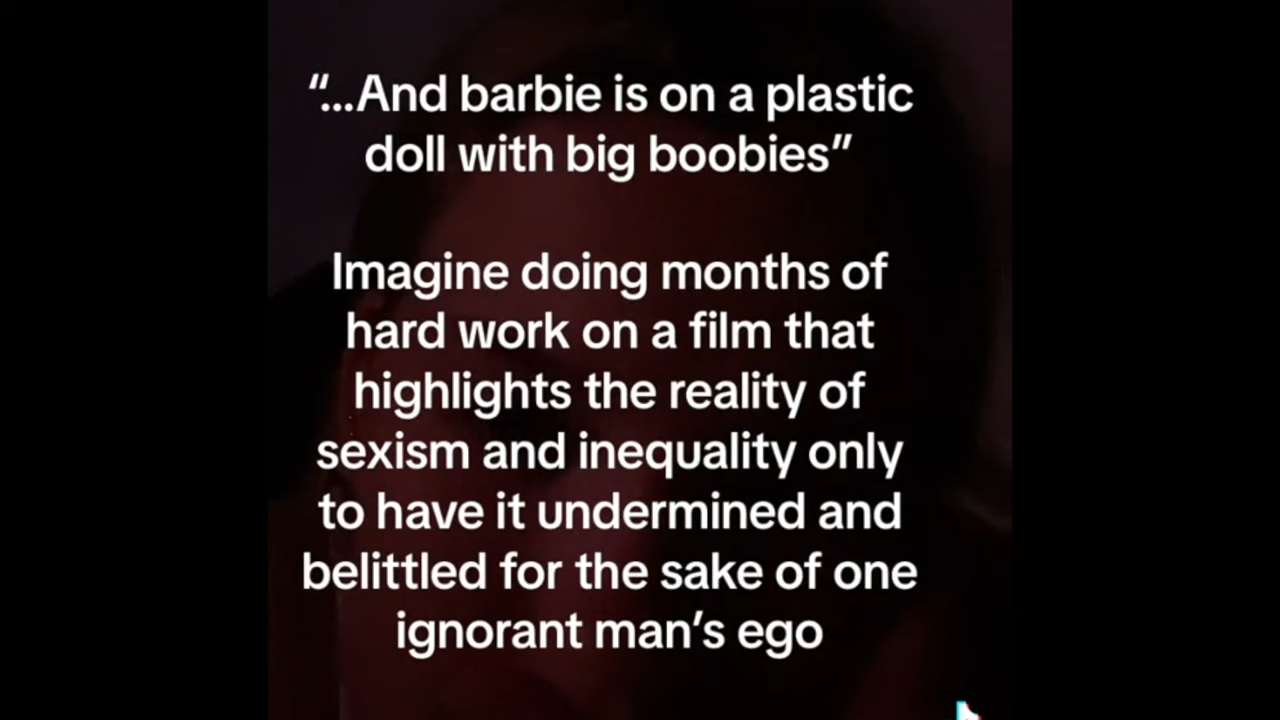 “...And barbie is on a plastic
doll with big boobies”
Imagine doing months of
hard work on a film that
highlights the reality of
sexism and inequality only
to have it undermined and
belittled for the sake of one
ignorant man’s ego